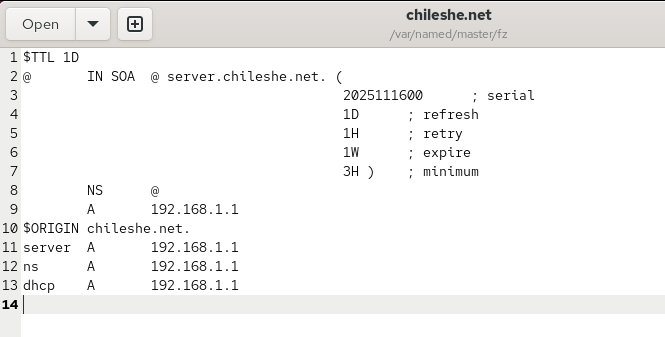 Open
chileshe.net
/var/named/master/fz
1 $TTL 1D
2 @ IN SOA @ server.chileshe.net. (
3 2025111600 ; serial
4 1D ; refresh
5 1H ; retry
6 1W ; expire
7 3H ) ; minimum
8 NS @
9 A 192.168.1.1
10 $ORIGIN chileshe.net.
11 server A 192.168.1.1
12 ns A 192.168.1.1
13 dhcp A 192.168.1.1
14